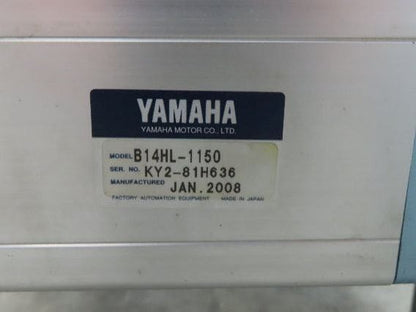 YAMAHA
YAMAHA MOTOR CO., LTD.
MODEL B14HL-1150
SER. NO. KY2-81H636
MANUFACTURED JAN. 2008
FACTORY AUTOMATION EQUIPMENT MADE IN JAPAN